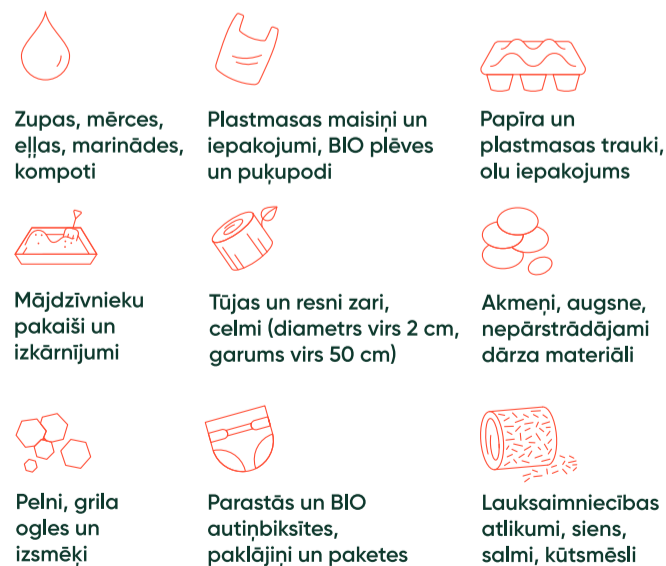 Zupas, mērces,
eļļas, marinādes,
kompoti
Plastmasas maisiņi un
iepakojumi, BIO plēves
un puķupodi
Papīra un
plastmasas trauki,
olu iepakojums
Mājdzīvnieku
pakaiši un
izkārnījumi
Tūjas un resni zari,
celmi (diametrs virs 2 cm,
garums virs 50 cm)
Akmeņi, augsne,
nepārstrādājami
dārza materiāli
Pelni, grila
ogles un
izsmēķi
Parastās un BIO
autiņbiksītes,
paklājiņi un paketes
Lauksaimniecības
atlikumi, siens,
salmi, kūtsmēsli